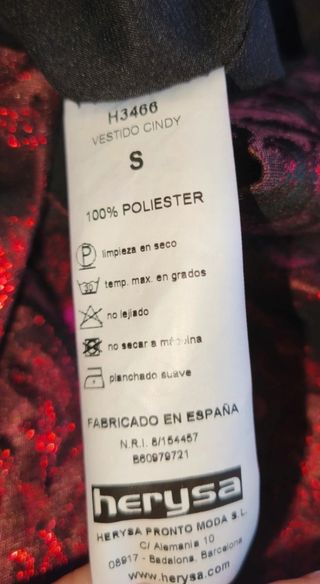 H3466
VESTIDO CINDY
S
100% POLIESTER
P limpieza en seco
30 temp. max. en grados
no lejiado
no secar a máquina
planchado suave
FABRICADO EN ESPAÑA
N.R.I. 8/154457
B60979721
herysa
HERYSA PRONTO MODA S.L.
C/ Alemania 10
08917 - Badalona, Barcelona
www.herysa.com